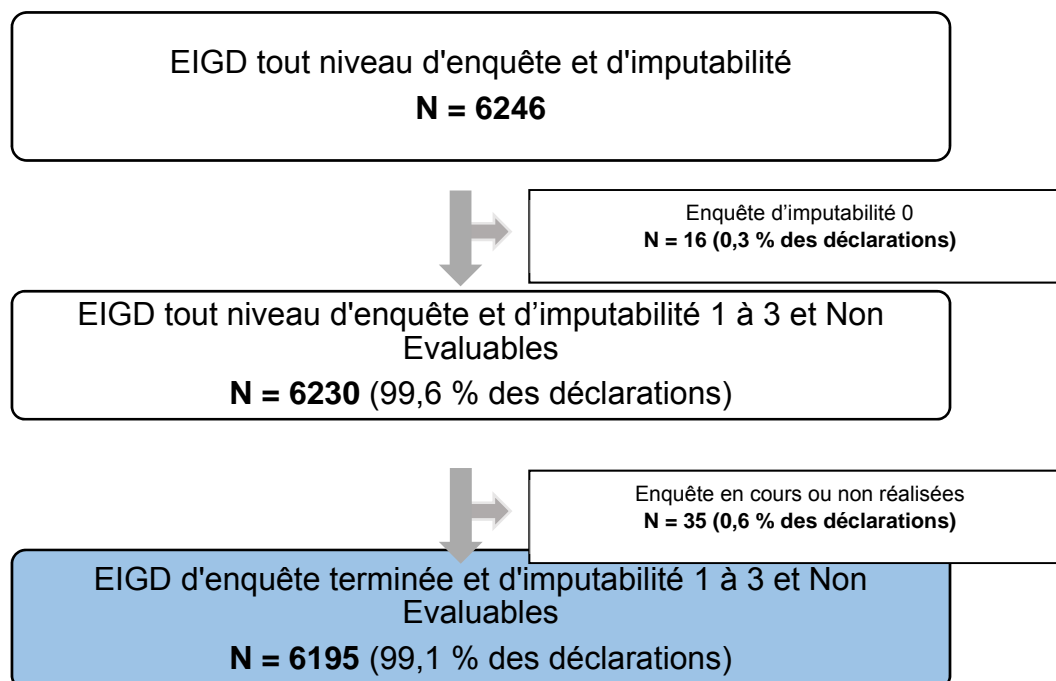 EIGD tout niveau d'enquête et d'imputabilité
N = 6246
Enquête d’imputabilité 0
N = 16 (0,3 % des déclarations)
EIGD tout niveau d'enquête et d’imputabilité 1 à 3 et Non
Evaluables
N = 6230 (99,6 % des déclarations)
Enquête en cours ou non réalisées
N = 35 (0,6 % des déclarations)
EIGD d'enquête terminée et d'imputabilité 1 à 3 et Non
Evaluables
N = 6195 (99,1 % des déclarations)